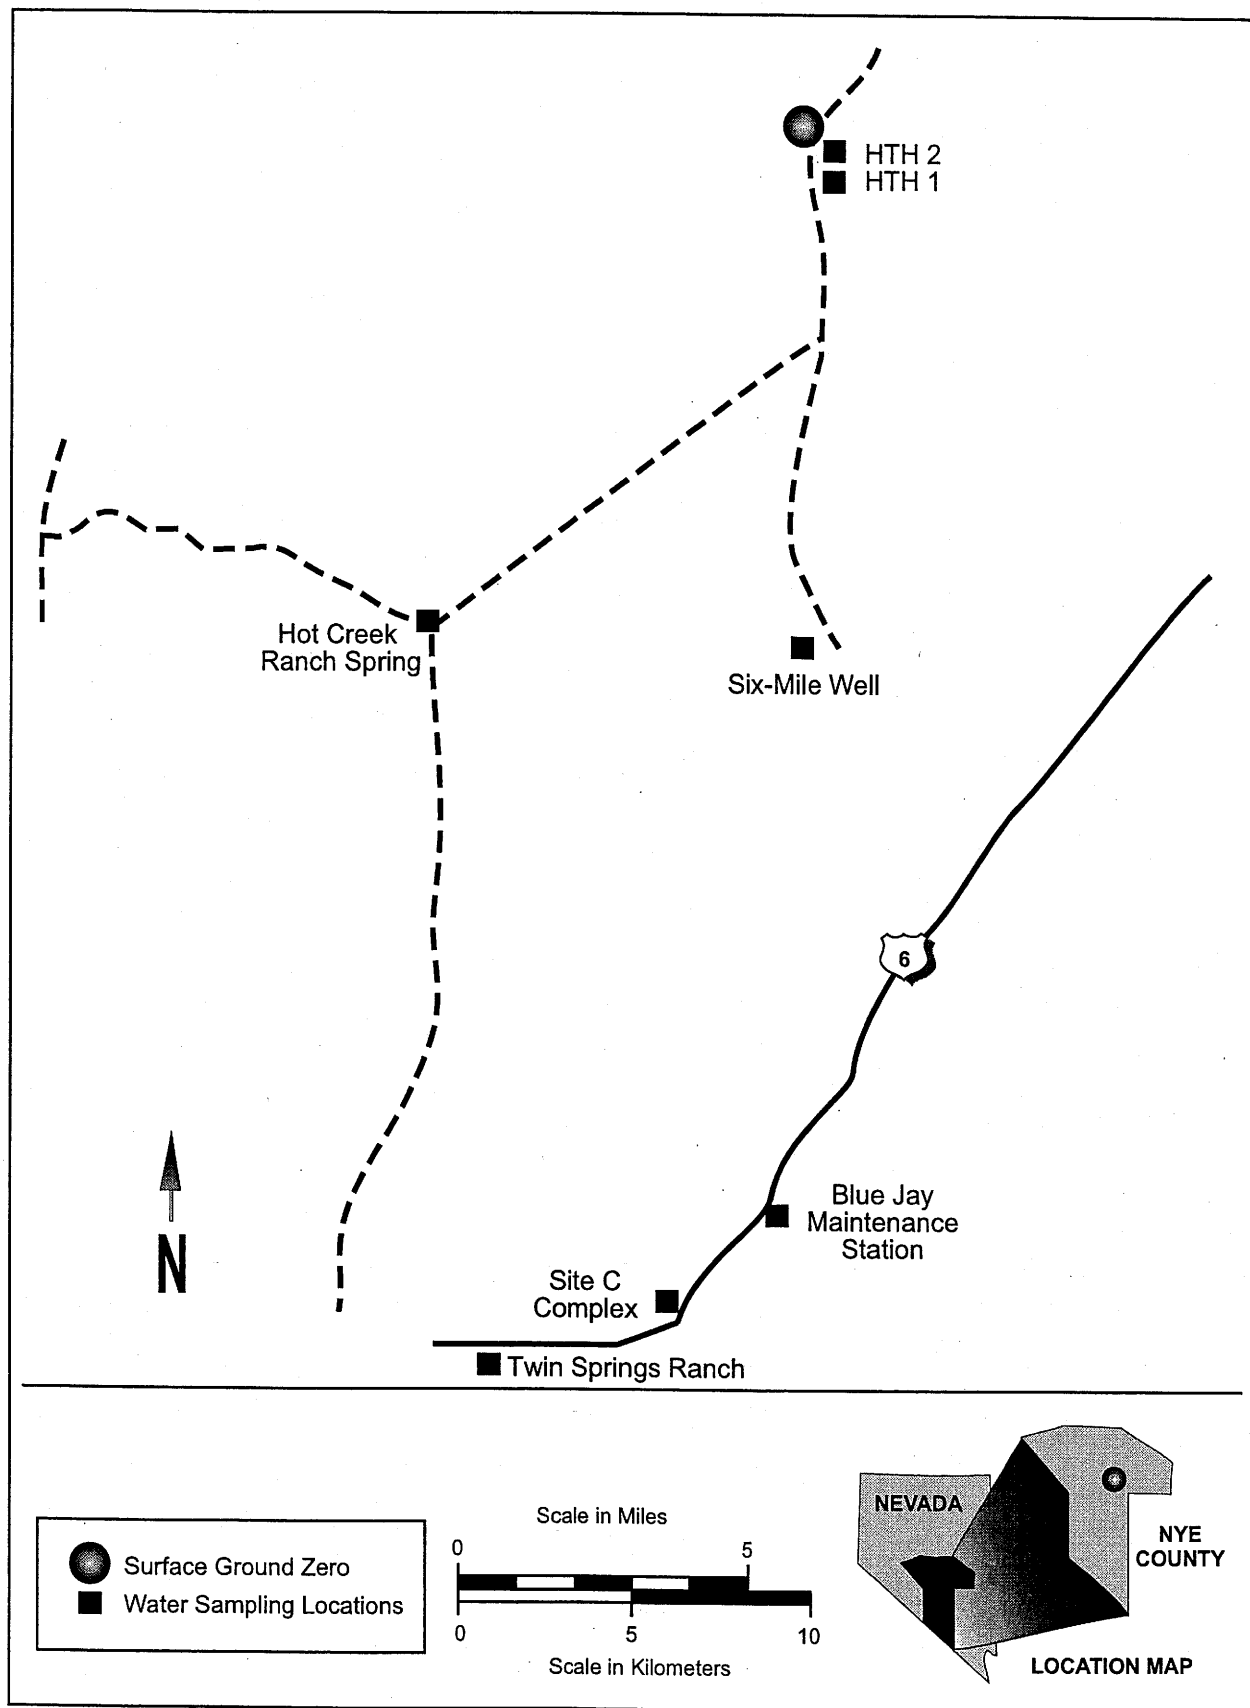 HTH 2
HTH 1
Hot Creek
Ranch Spring
Six-Mile Well
6
Blue Jay
Maintenance
Station
N
Site C
Complex
Twin Springs Ranch
Surface Ground Zero
Water Sampling Locations
Scale in Miles
0 5
0 5 10
Scale in Kilometers
NEVADA
NYE
COUNTY
LOCATION MAP